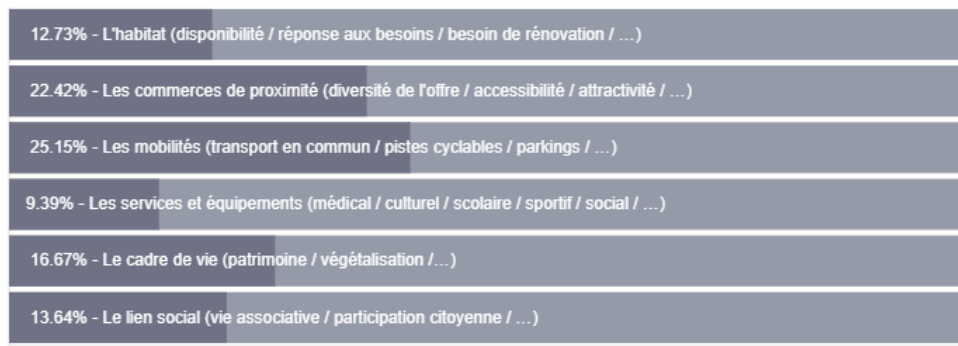 12.73% - L'habitat (disponibilité / réponse aux besoins / besoin de rénovation / ...)
22.42% - Les commerces de proximité (diversité de l'offre / accessibilité / attractivité / ...)
25.15% - Les mobilités (transport en commun / pistes cyclables / parkings / ...)
9.39% - Les services et équipements (médical / culturel / scolaire / sportif / social / ...)
16.67% - Le cadre de vie (patrimoine / végétalisation /...)
13.64% - Le lien social (vie associative / participation citoyenne / ...)